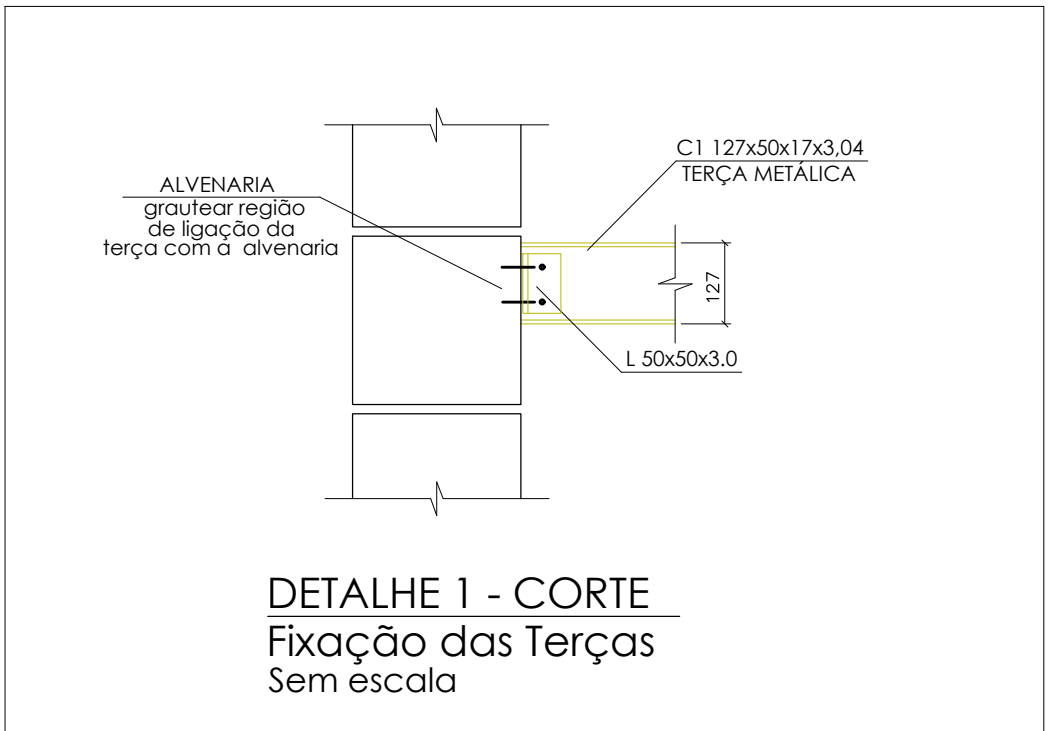 C1 127x50x17x3,04
TERÇA METÁLICA
ALVENARIA
grautear região
de ligação da
terça com a alvenaria
127
L 50x50x3.0
DETALHE 1 - CORTE
Fixação das Terças
Sem escala